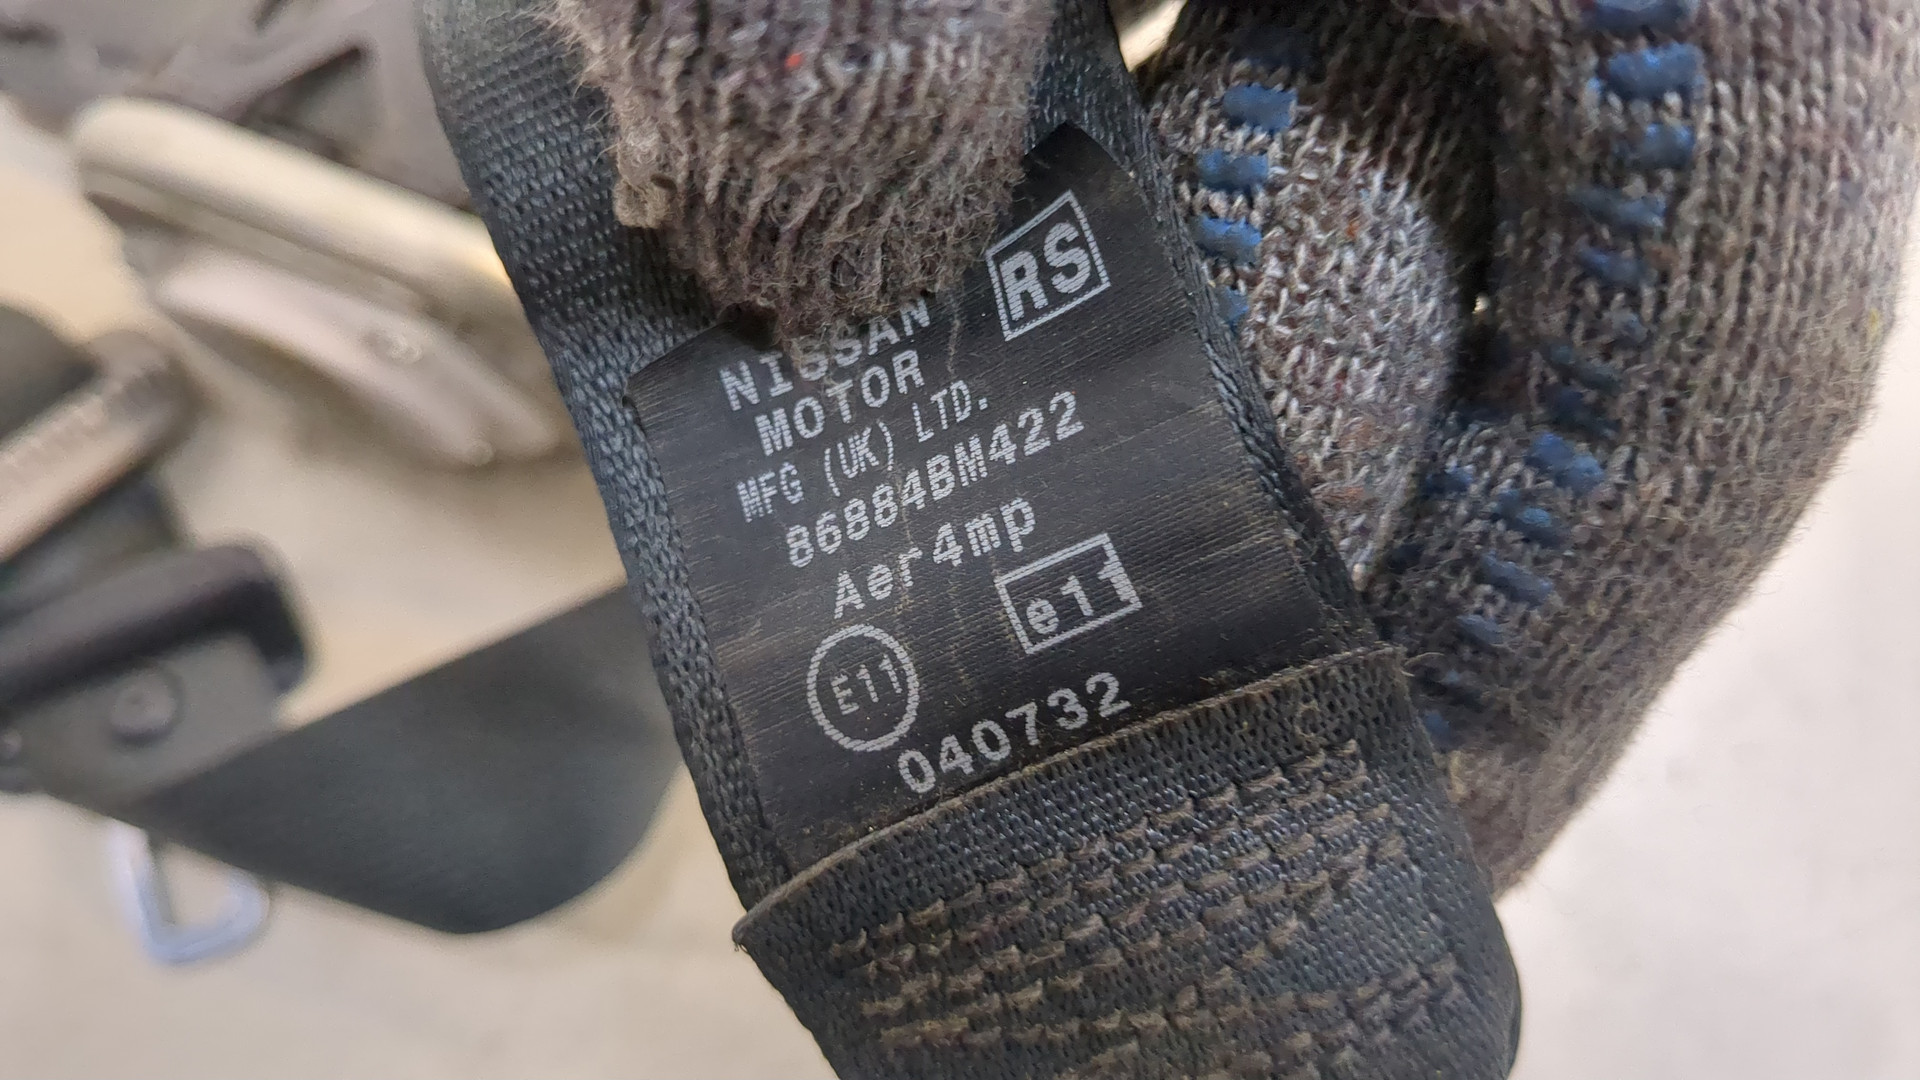 RS
NISSAN
MOTOR
MFG (UK) LTD.
86884BM422
Aer4mp
e11
E11
040732